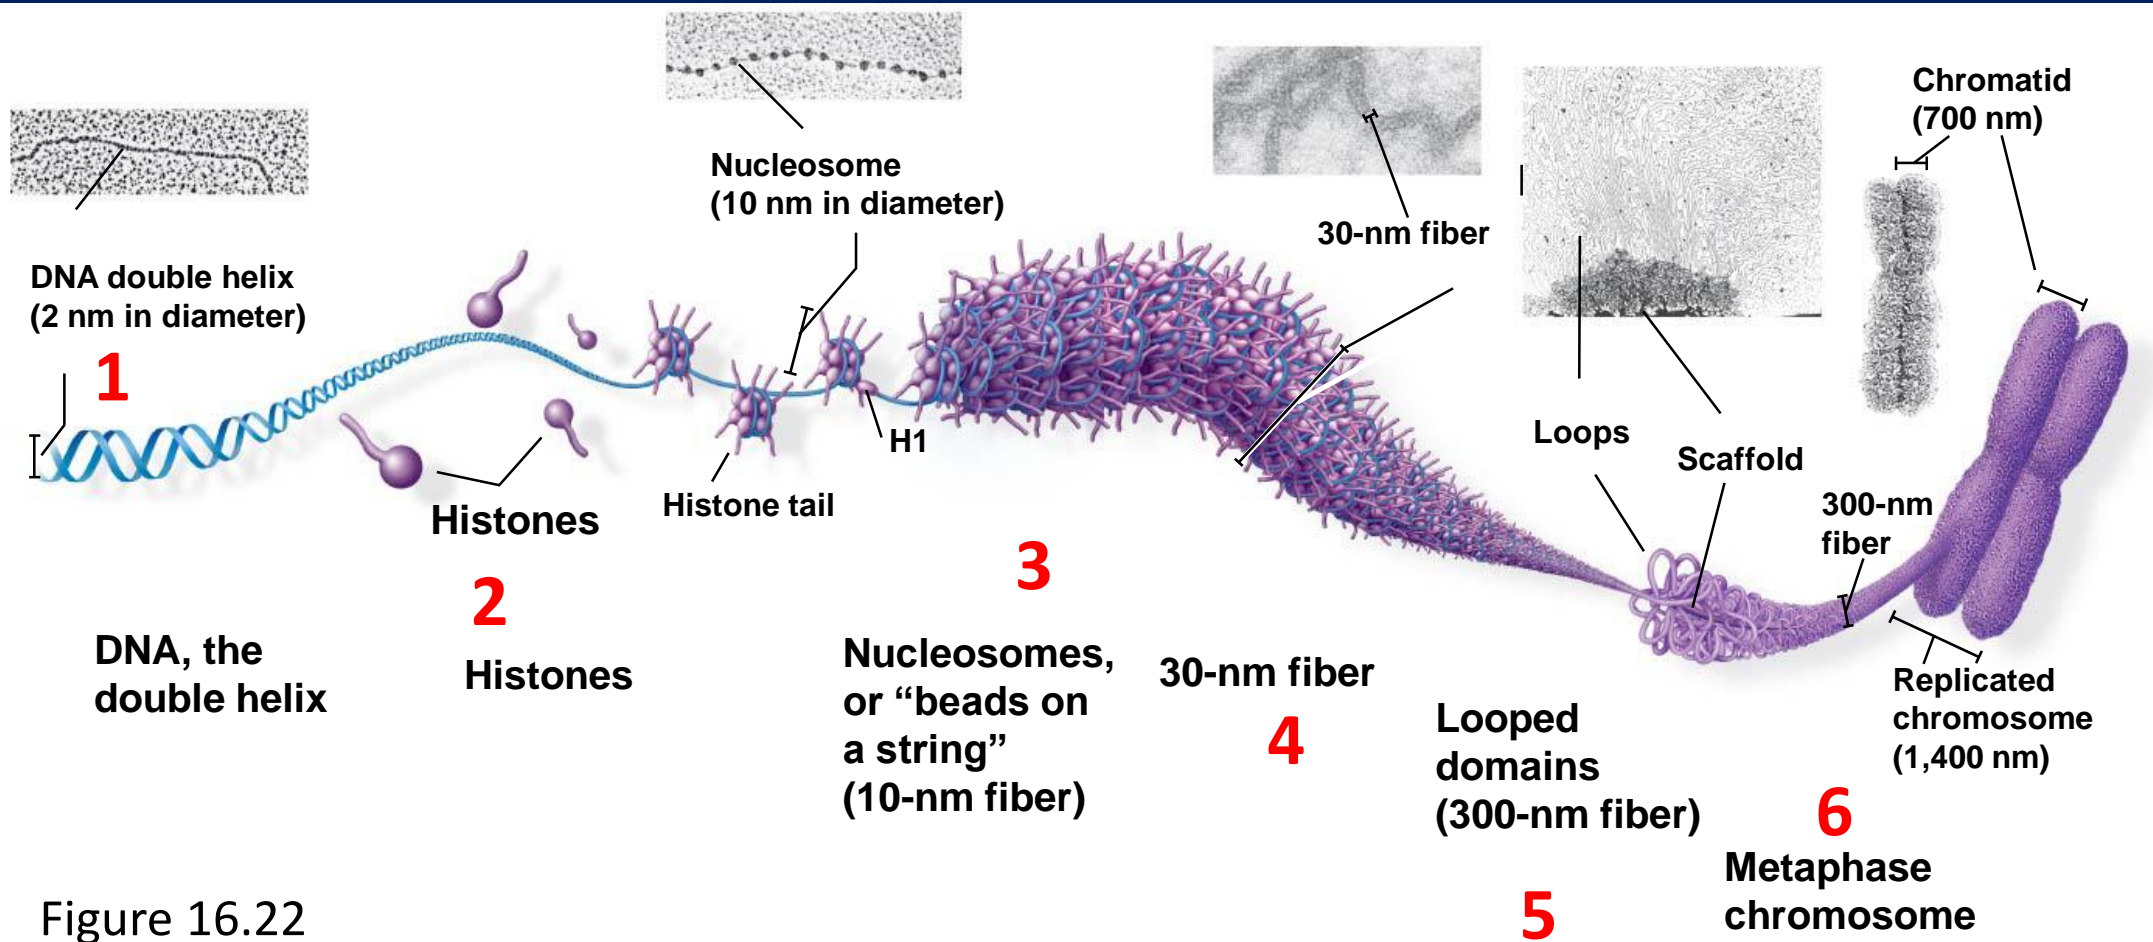 DNA double helix
(2 nm in diameter)
1
Nucleosome
(10 nm in diameter)
30-nm fiber
Chromatid
(700 nm)
Histones
Histone tail
H1
Loops
Scaffold
300-nm
fiber
Replicated
chromosome
(1,400 nm)
2
3
DNA, the
double helix
Histones
Nucleosomes,
or “beads on
a string”
(10-nm fiber)
30-nm fiber
4
Looped
domains
(300-nm fiber)
5
6
Metaphase
chromosome
Figure 16.22